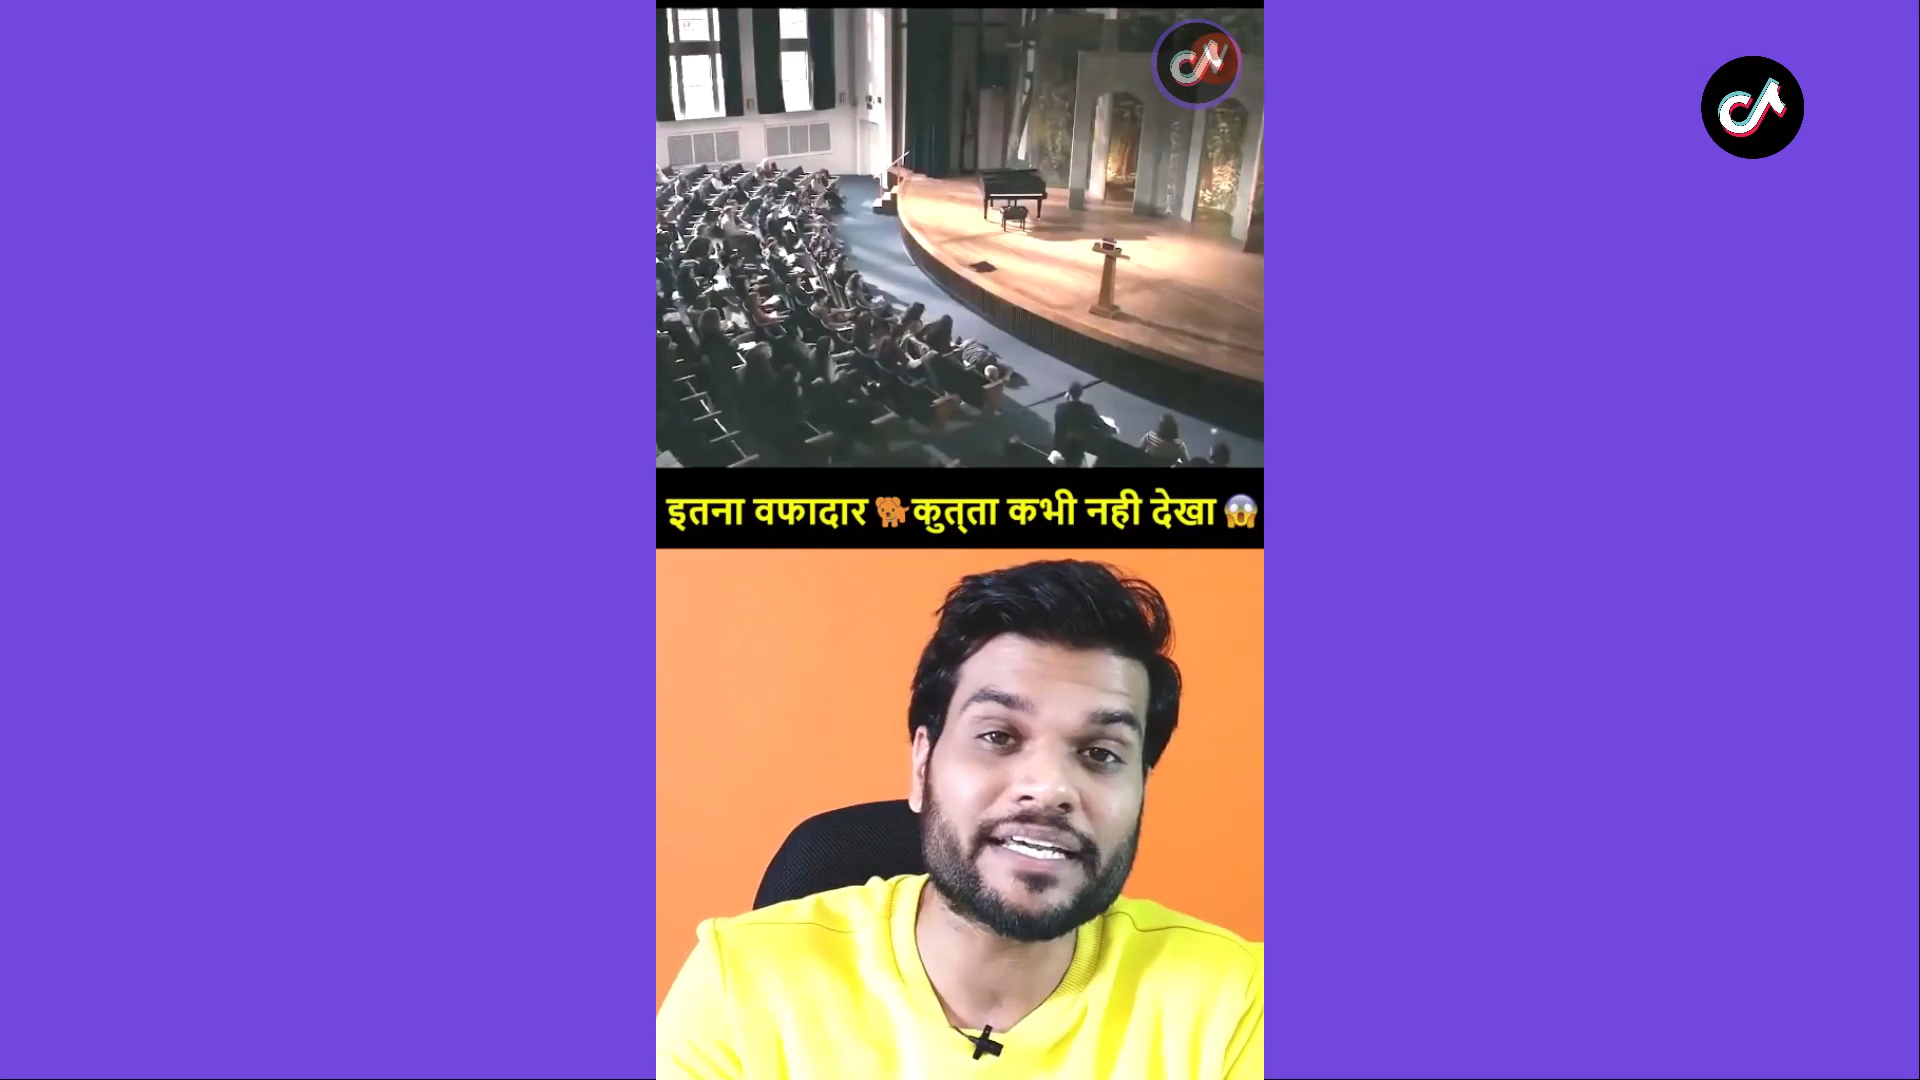 इतना वफादार 🐕 कुत्ता कभी नही देखा 😱